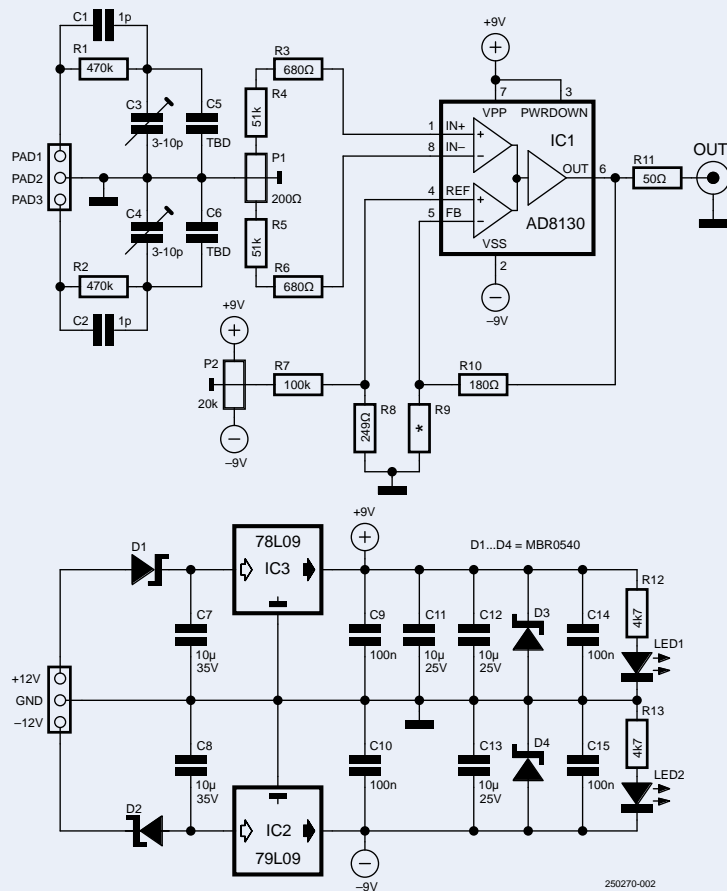 C1
1p
R1
470k
C3
3-10p
C5
TBD
R3
680Ω
R4
51k
PAD1
PAD2
PAD3
P1
200Ω
C4
3-10p
C6
TBD
R5
51k
R2
470k
R6
680Ω
C2
1p
+9V
7
3
VPP
PWRDOWN
IC1
1
IN+
8
IN–
4
REF
5
FB
OUT
6
AD8130
VSS
2
–9V
R11
50Ω
OUT
+9V
P2
20k
–9V
R7
100k
R8
249Ω
R9
*
R10
180Ω
D1
78L09
IC3
+9V
D1...D4 = MBR0540
C7
10µ
35V
C9
100n
C11
10µ
25V
C12
10µ
25V
D3
C14
100n
R12
4k7
LED1
+12V
GND
–12V
C8
10µ
35V
C10
100n
C13
10µ
25V
D4
C15
100n
R13
4k7
LED2
D2
IC2
79L09
–9V
250270-002